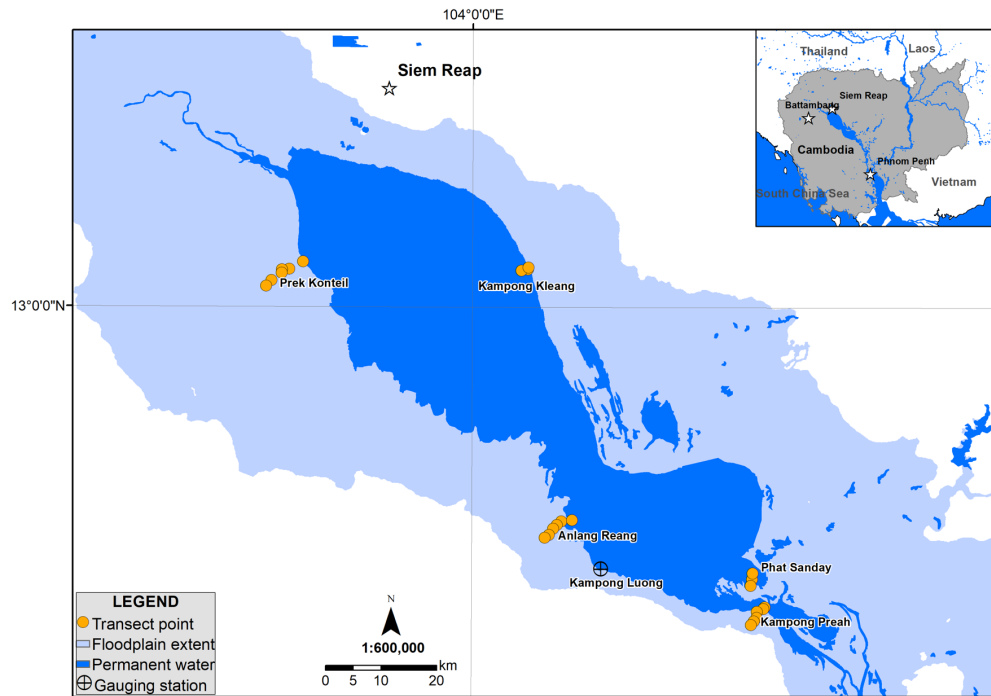 104°0'0"E
Siem Reap
Thailand
Laos
Siem Reap
Battambang
Cambodia
Phnom Penh
Vietnam
South China Sea
Prek Konteil
Kampong Kleang
13°0'0"N
Anlang Reang
Kampong Luong
Phat Sanday
Kampong Preah
LEGEND
Transect point
Floodplain extent
Permanent water
Gauging station
N
1:600,000
km
0 5 10 20